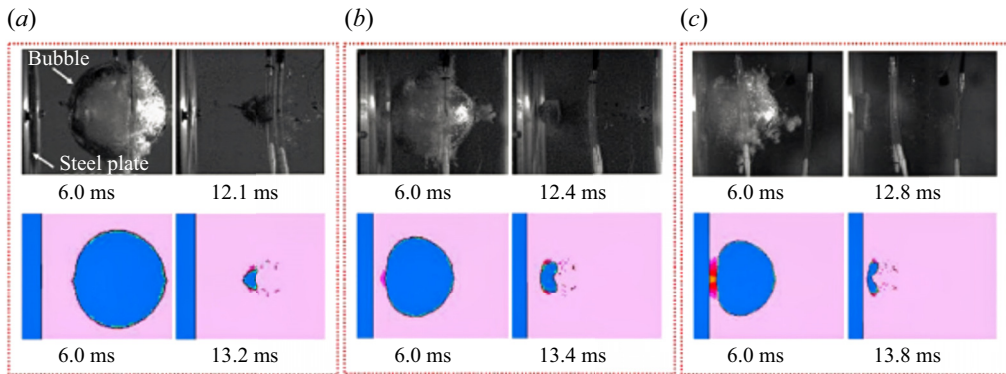 (a)
(b)
(c)
Bubble
Steel plate
6.0 ms
12.1 ms
6.0 ms
12.4 ms
6.0 ms
12.8 ms
6.0 ms
13.2 ms
6.0 ms
13.4 ms
6.0 ms
13.8 ms